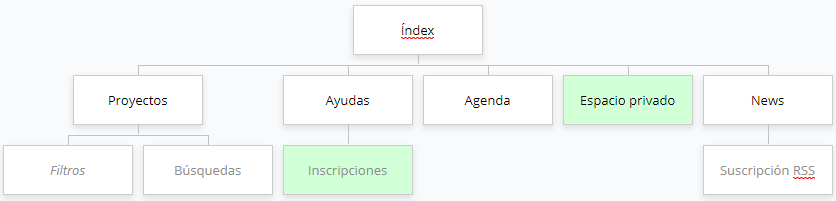 Índex
Proyectos
Ayudas
Agenda
Espacio privado
News
Filtros
Búsquedas
Inscripciones
Suscripción RSS